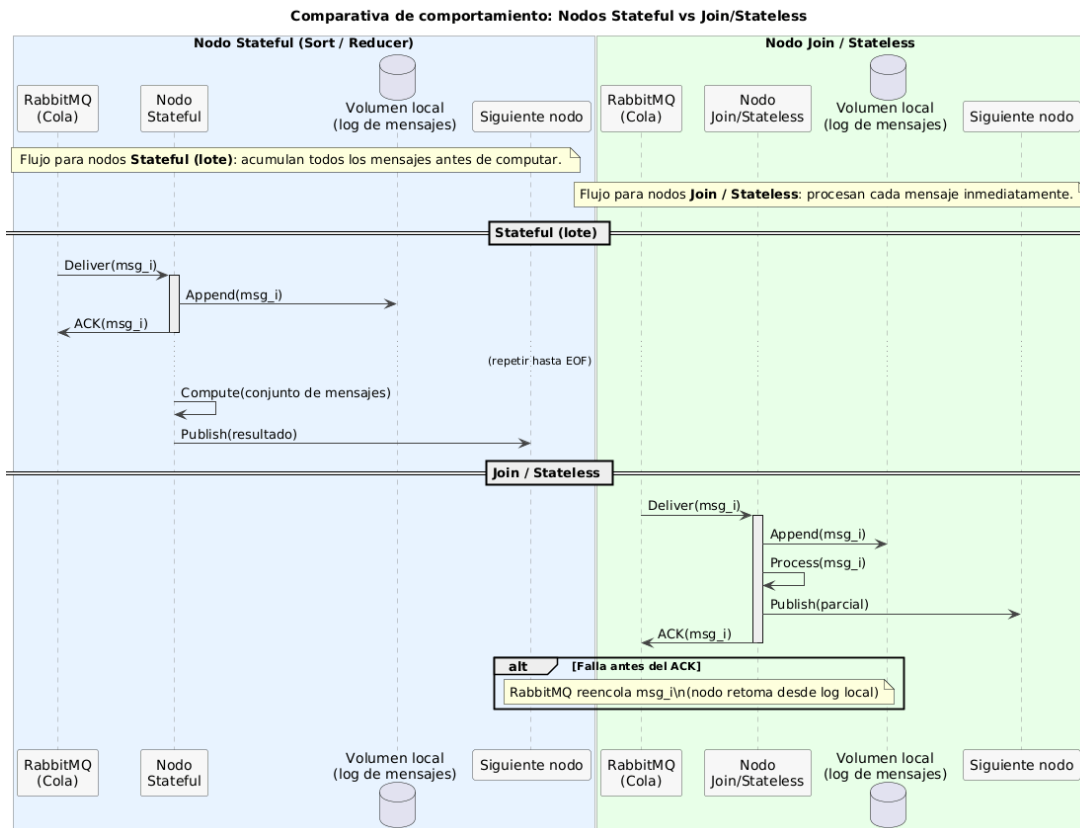 Comparativa de comportamiento: Nodos Stateful vs Join/Stateless
Nodo Stateful (Sort / Reducer)
Nodo Join / Stateless
RabbitMQ
(Cola)
Nodo
Stateful
Volumen local
(log de mensajes)
Siguiente nodo
RabbitMQ
(Cola)
Nodo
Join/Stateless
Volumen local
(log de mensajes)
Siguiente nodo
Flujo para nodos Stateful (lote): acumulan todos los mensajes antes de computar.
Flujo para nodos Join / Stateless: procesan cada mensaje inmediatamente.
Stateful (lote)
Deliver(msg_i)
Append(msg_i)
ACK(msg_i)
(repetir hasta EOF)
Compute(conjunto de mensajes)
Publish(resultado)
Join / Stateless
Deliver(msg_i)
Append(msg_i)
Process(msg_i)
Publish(parcial)
ACK(msg_i)
alt [Falla antes del ACK]
RabbitMQ reencola msg_i\n(nodo retoma desde log local)
RabbitMQ
(Cola)
Nodo
Stateful
Volumen local
(log de mensajes)
Siguiente nodo
RabbitMQ
(Cola)
Nodo
Join/Stateless
Volumen local
(log de mensajes)
Siguiente nodo